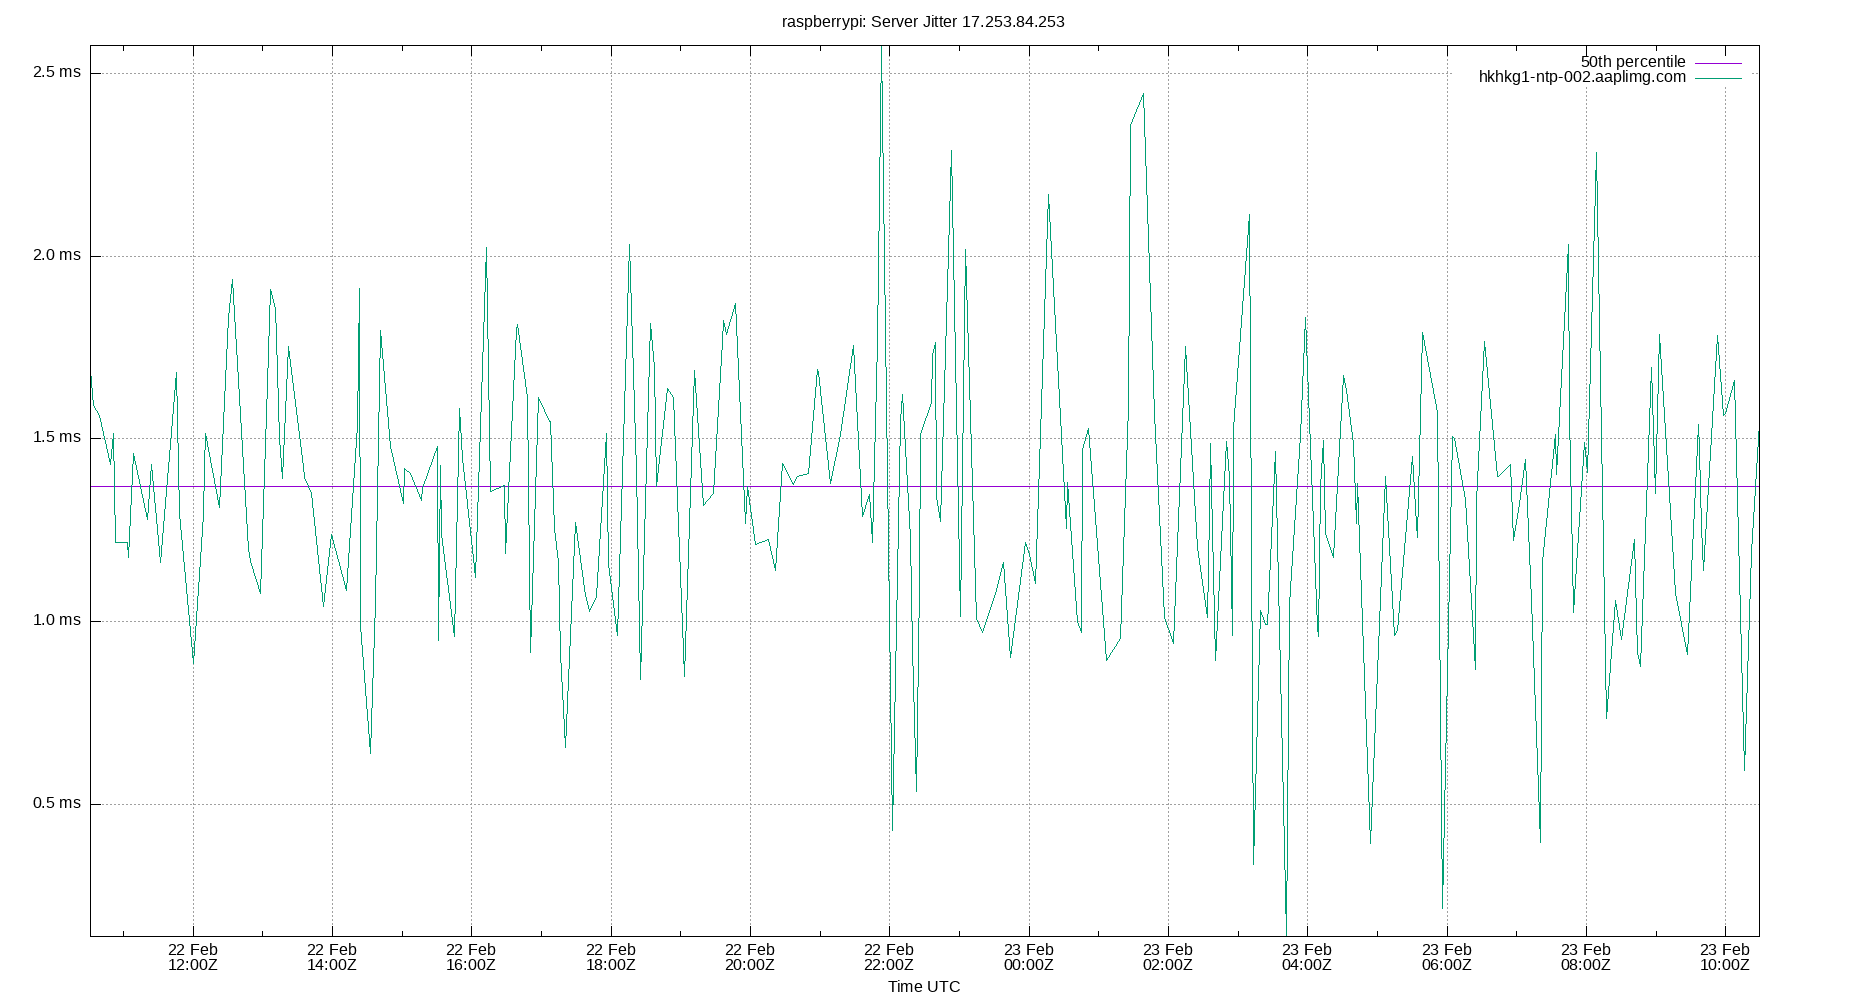 raspberrypi: Server Jitter 17.253.84.253
50th percentile
hkhkg1-ntp-002.aaplimg.com
2.5 ms
2.0 ms
1.5 ms
1.0 ms
0.5 ms
22 Feb 12:00Z
22 Feb 14:00Z
22 Feb 16:00Z
22 Feb 18:00Z
22 Feb 20:00Z
22 Feb 22:00Z
23 Feb 00:00Z
23 Feb 02:00Z
23 Feb 04:00Z
23 Feb 06:00Z
23 Feb 08:00Z
23 Feb 10:00Z
Time UTC